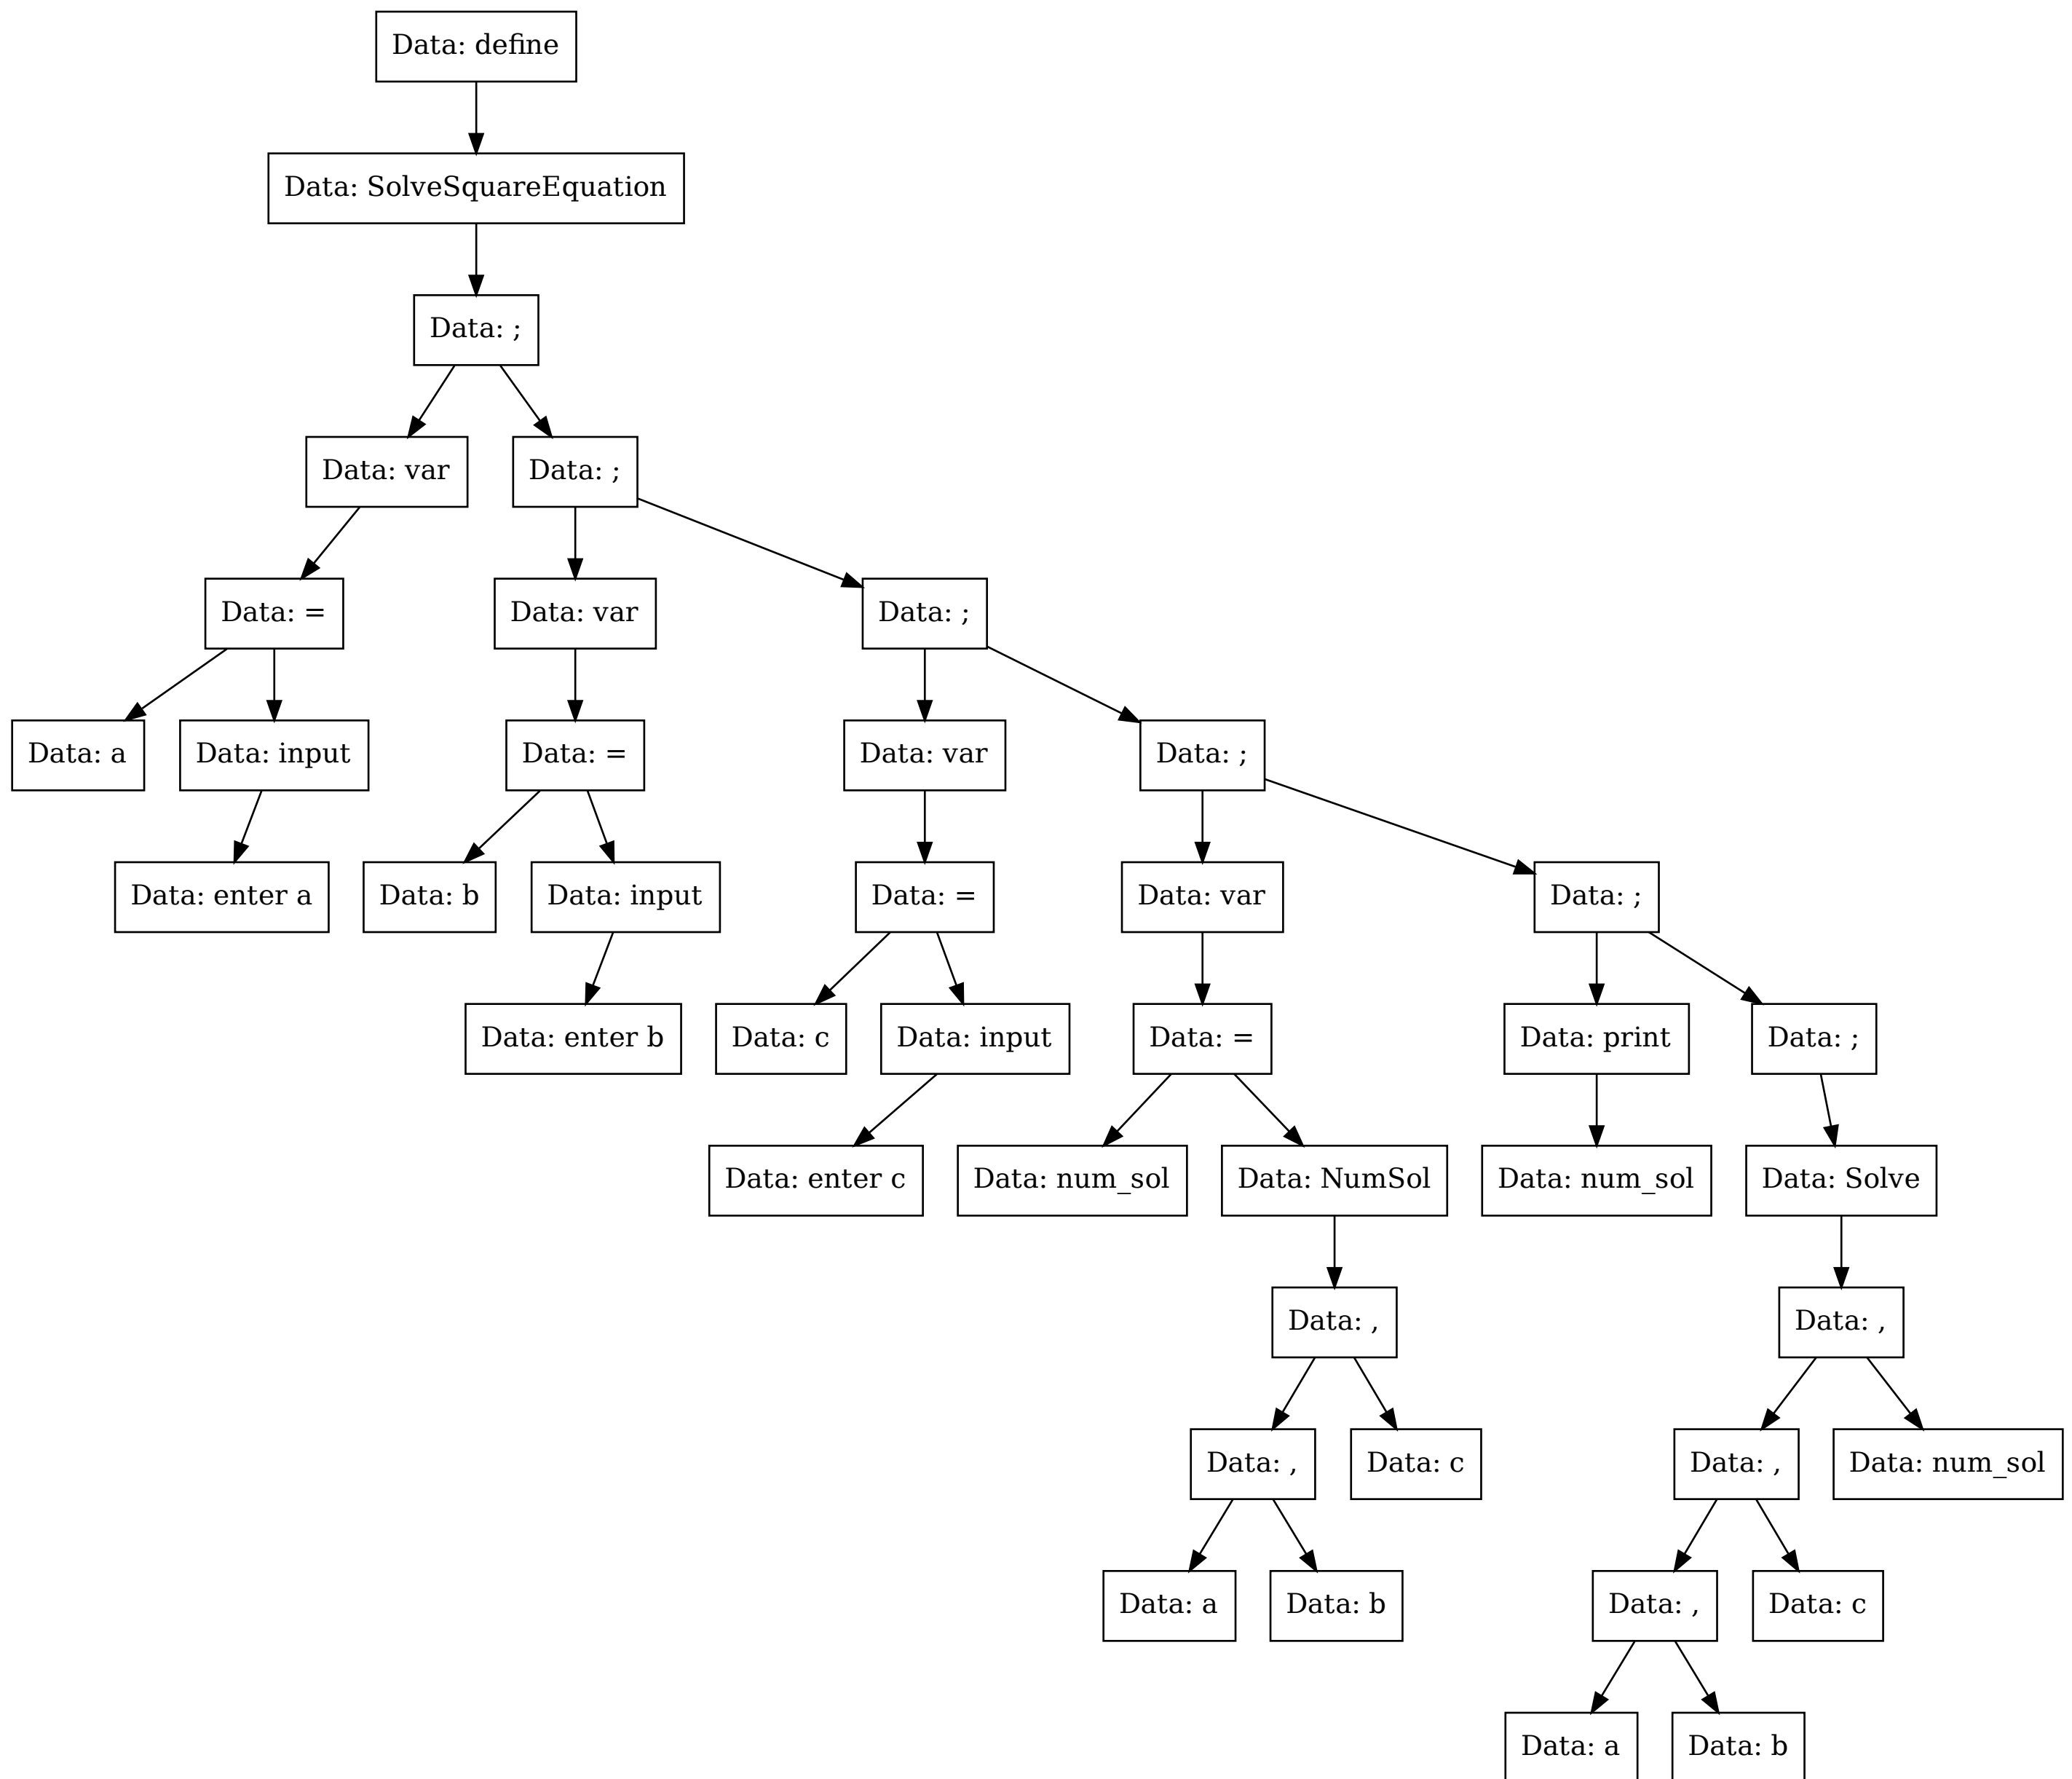 Data: define
Data: SolveSquareEquation
Data: ;
Data: var
Data: ;
Data: =
Data: var
Data: ;
Data: a
Data: input
Data: =
Data: var
Data: ;
Data: enter a
Data: b
Data: input
Data: =
Data: var
Data: ;
Data: enter b
Data: c
Data: input
Data: =
Data: print
Data: ;
Data: enter c
Data: num_sol
Data: NumSol
Data: num_sol
Data: Solve
Data: ,
Data: ,
Data: ,
Data: c
Data: ,
Data: num_sol
Data: a
Data: b
Data: ,
Data: c
Data: a
Data: b